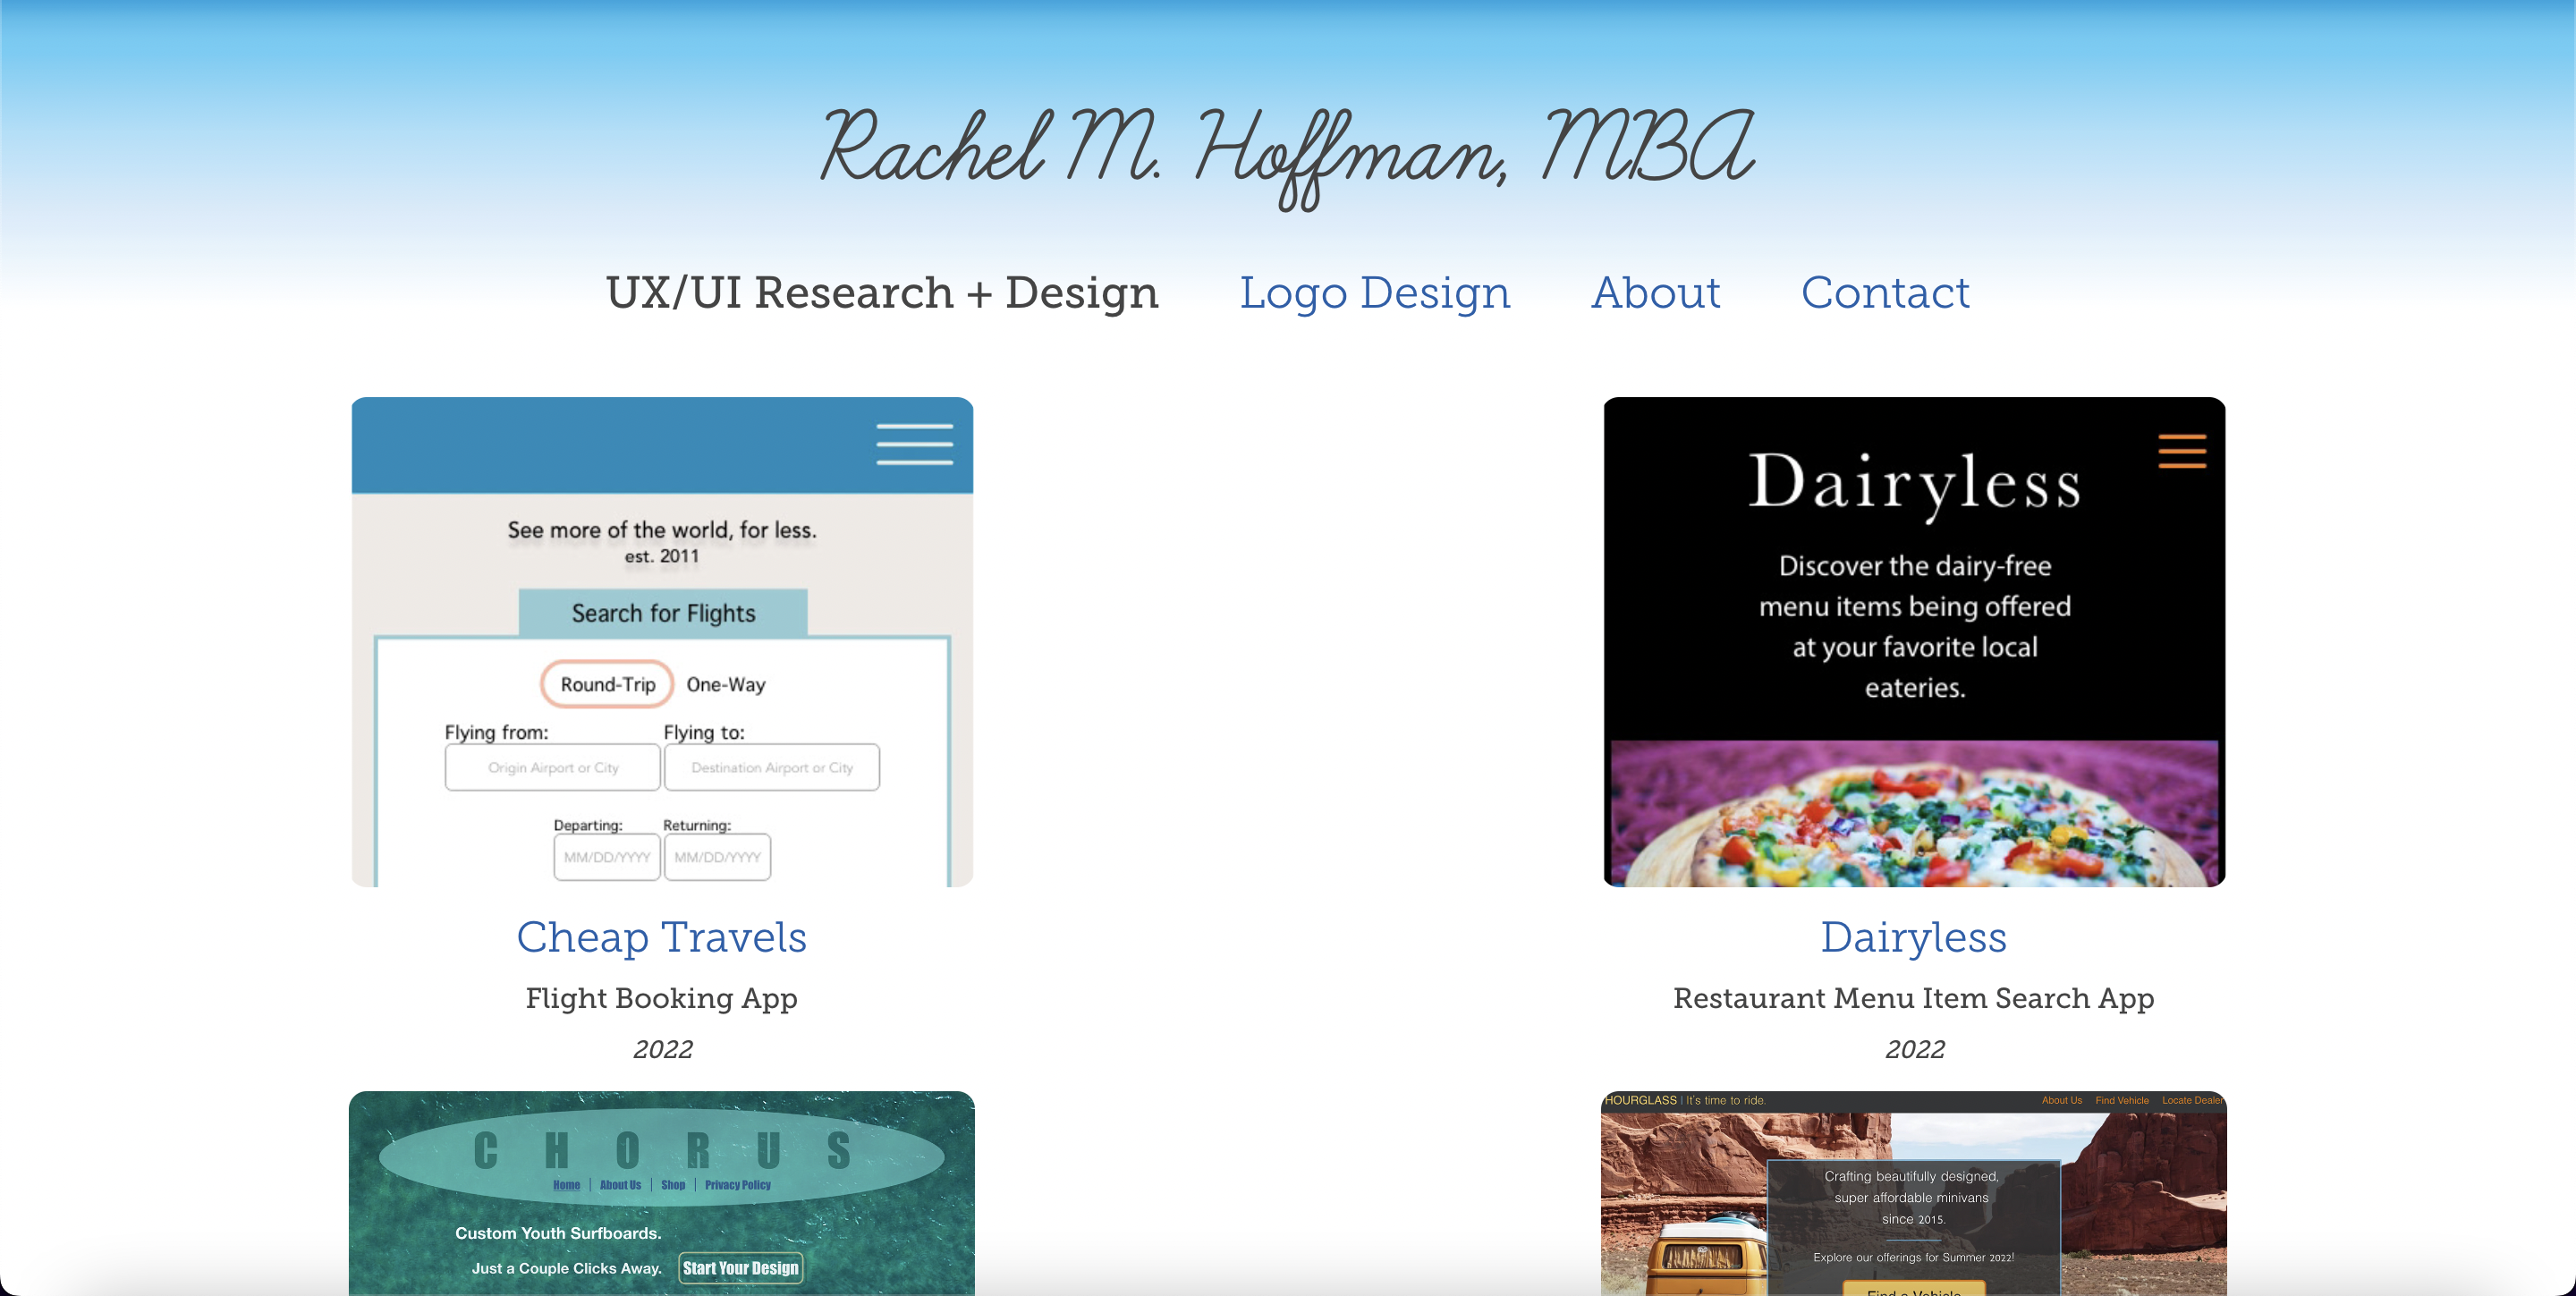 Rachel M. Hoffman, MBA
UX/UI Research + Design
Logo Design
About
Contact
See more of the world, for less.
est. 2011
Search for Flights
Round-Trip
One-Way
Flying from:
Flying to:
Origin Airport or City
Destination Airport or City
Departing:
Returning:
MM/DD/YYYY
MM/DD/YYYY
Cheap Travels
Flight Booking App
2022
Dairyless
Discover the dairy-free
menu items being offered
at your favorite local
eateries.
Dairyless
Restaurant Menu Item Search App
2022
CHORUS
Home | About Us | Shop | Privacy Policy
Custom Youth Surfboards.
Just a Couple Clicks Away.
Start Your Design
HOURGLASS | It's time to ride.
About Us
Find Vehicle
Locate Dealer
Crafting beautifully designed,
super affordable minivans
since 2015.
Explore our offerings for Summer 2022!
Find a Vehicle